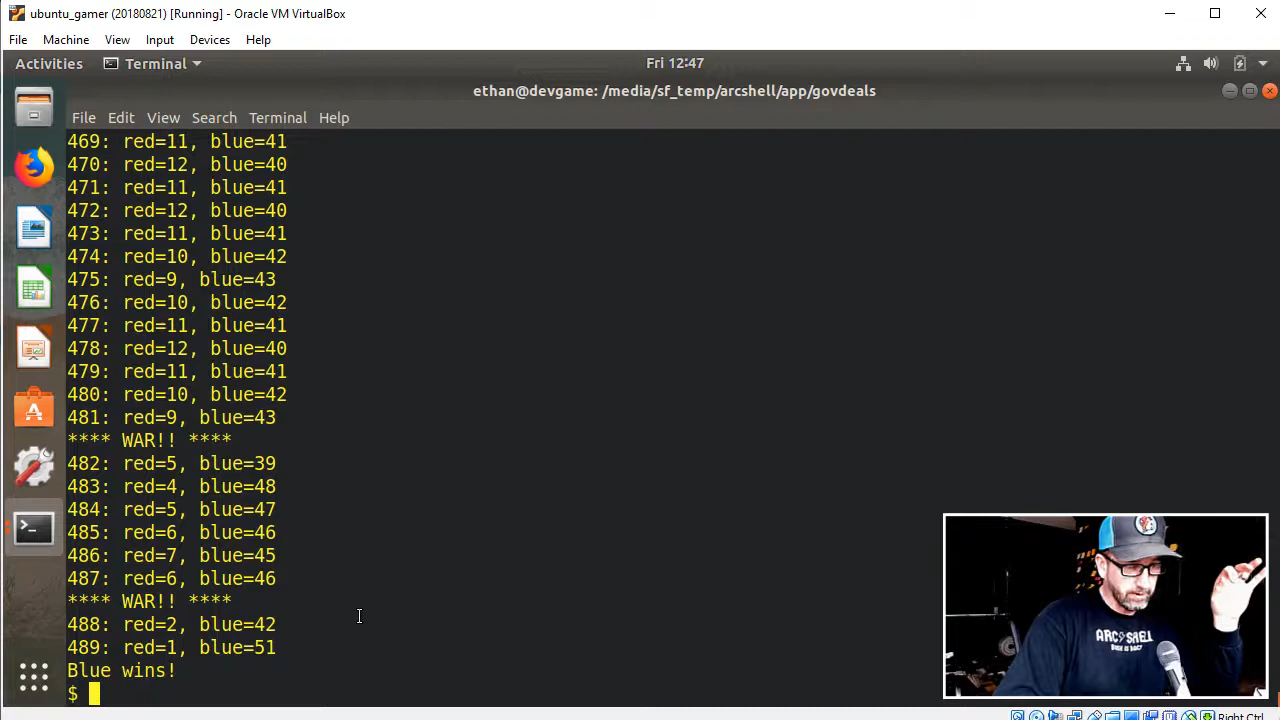 ubuntu_gamer (20180821) [Running] - Oracle VM VirtualBox
File Machine View Input Devices Help
Activities Terminal Fri 12:47
ethan@devgame: /media/sf_temp/arcshell/app/govdeals
File Edit View Search Terminal Help
469: red=11, blue=41
470: red=12, blue=40
471: red=11, blue=41
472: red=12, blue=40
473: red=11, blue=41
474: red=10, blue=42
475: red=9, blue=43
476: red=10, blue=42
477: red=11, blue=41
478: red=12, blue=40
479: red=11, blue=41
480: red=10, blue=42
481: red=9, blue=43
**** WAR!! ****
482: red=5, blue=39
483: red=4, blue=48
484: red=5, blue=47
485: red=6, blue=46
486: red=7, blue=45
487: red=6, blue=46
**** WAR!! ****
488: red=2, blue=42
489: red=1, blue=51
Blue wins!
$
ARC SHELL
Right Ctrl